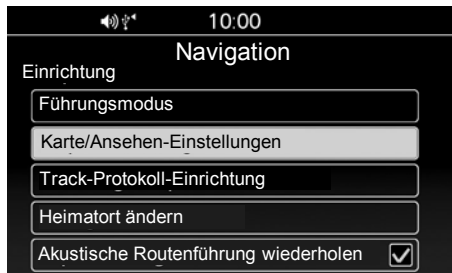 10:00
Navigation
Einrichtung
Führungsmodus
Karte/Ansehen-Einstellungen
Track-Protokoll-Einrichtung
Heimatort ändern
Akustische Routenführung wiederholen